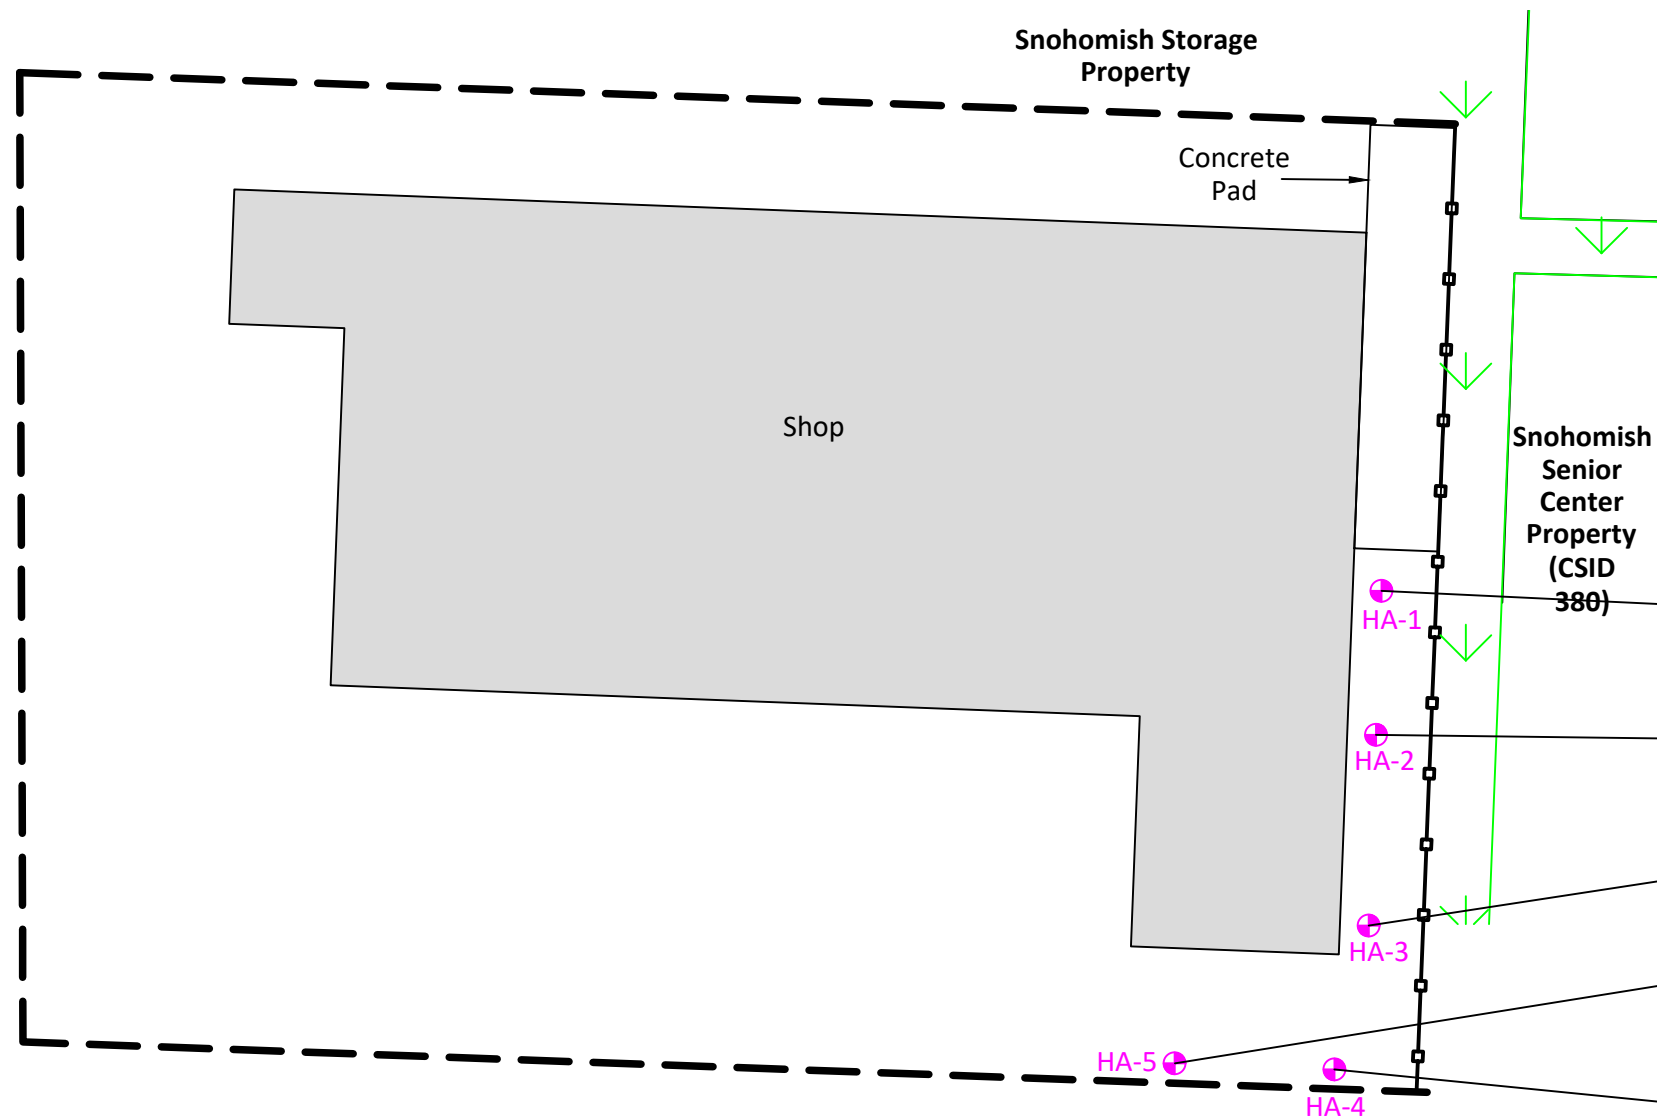 Snohomish Storage
Property
Concrete
Pad
Shop
Snohomish
Senior
Center
Property
(CSID
380)
HA-1
HA-2
HA-3
HA-5
HA-4